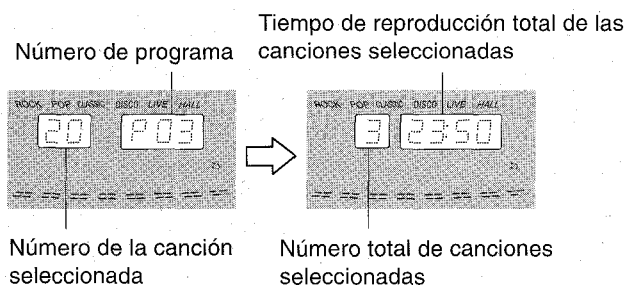 Número de programa
Tiempo de reproducción total de las
canciones seleccionadas
ROCK POP CLASSIC DISCO LIVE HALL
20 P03
ROCK POP CLASSIC DISCO LIVE HALL
3 23:50
Número de la canción
seleccionada
Número total de canciones
seleccionadas